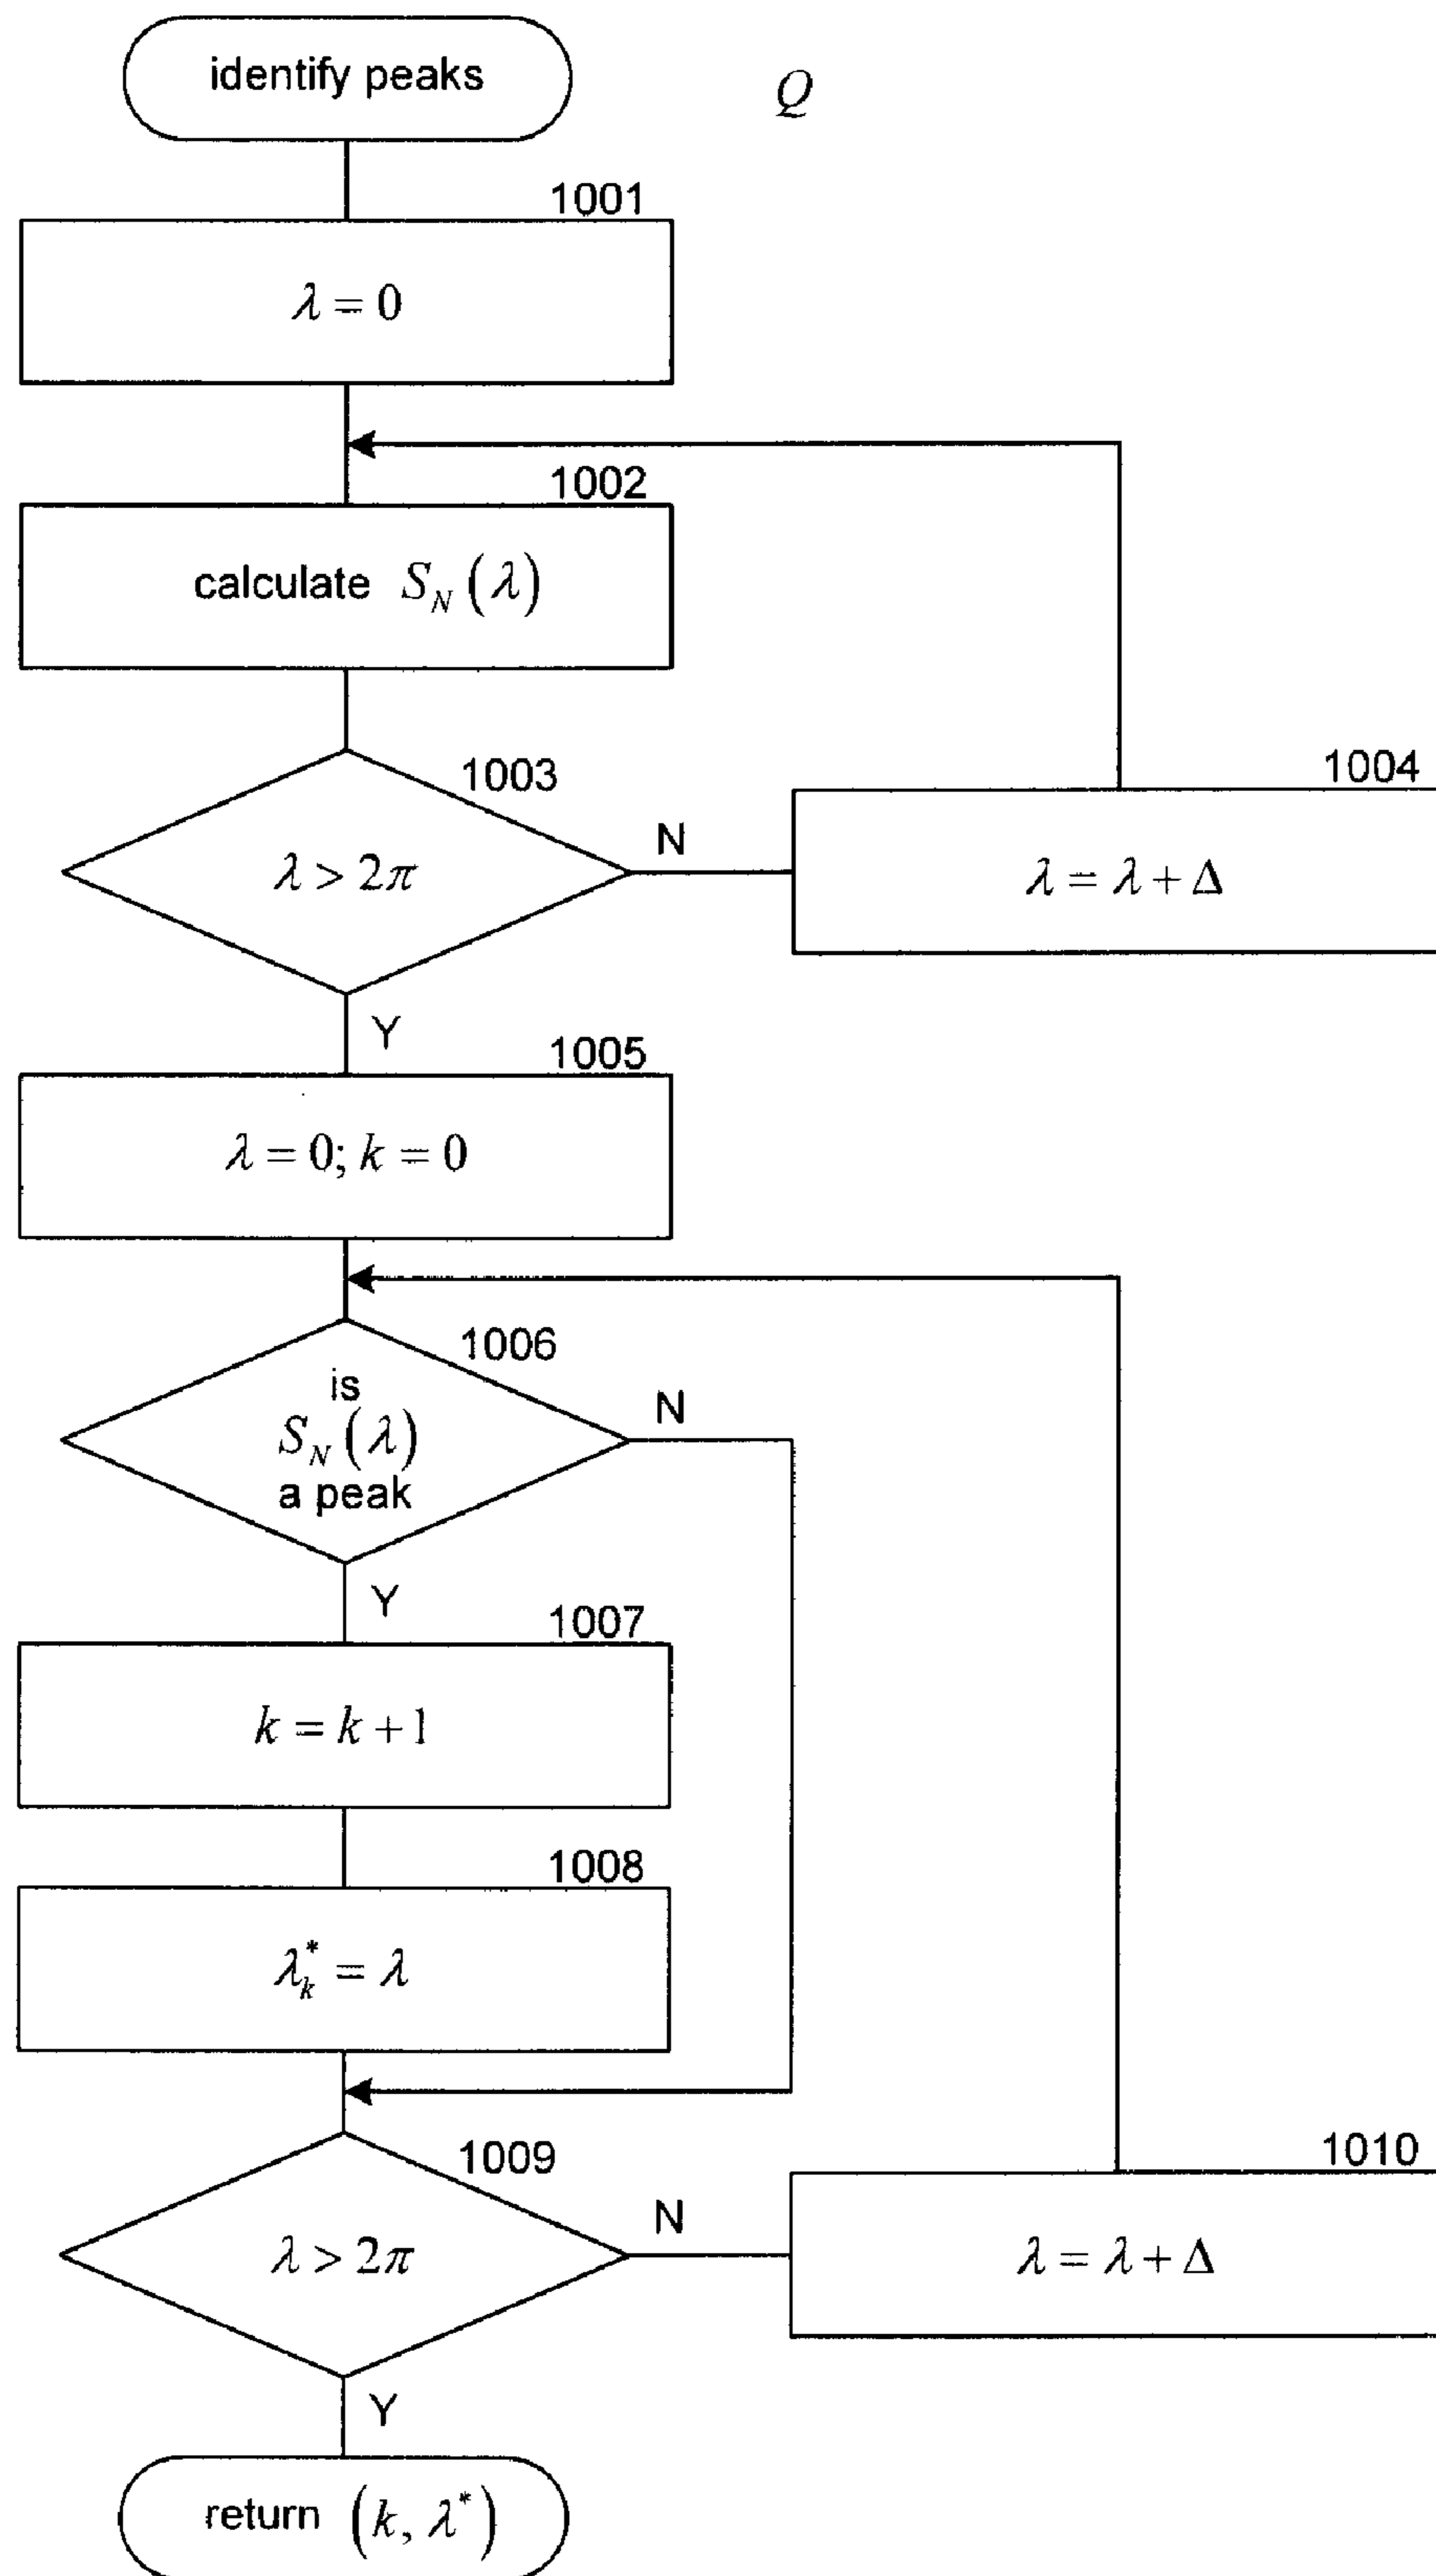 identify peaks
Q
1001
λ = 0
1002
calculate S_N (λ)
1003
λ > 2π
N
1004
λ = λ + Δ
Y
1005
λ = 0; k = 0
1006
is
S_N (λ)
a peak
N
Y
1007
k = k + 1
1008
λ*_k = λ
1009
λ > 2π
N
1010
λ = λ + Δ
Y
return (k, λ*)